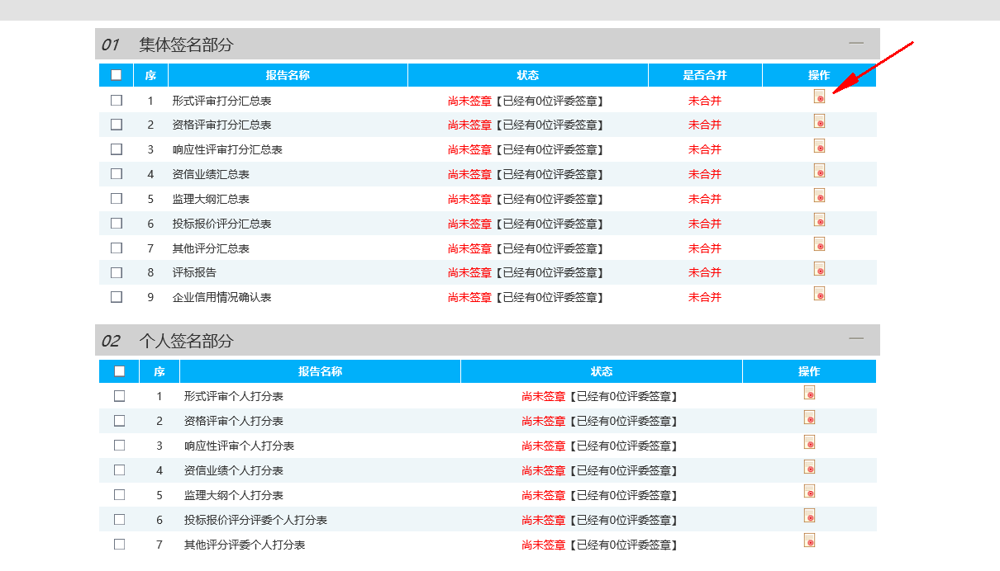 01 集体签名部分
序 报告名称 状态 是否合并 操作
1 形式评审打分汇总表 尚未签章【已经有0位评委签章】 未合并
2 资格评审打分汇总表 尚未签章【已经有0位评委签章】 未合并
3 响应性评审打分汇总表 尚未签章【已经有0位评委签章】 未合并
4 资信业绩汇总表 尚未签章【已经有0位评委签章】 未合并
5 监理大纲汇总表 尚未签章【已经有0位评委签章】 未合并
6 投标报价评分汇总表 尚未签章【已经有0位评委签章】 未合并
7 其他评分汇总表 尚未签章【已经有0位评委签章】 未合并
8 评标报告 尚未签章【已经有0位评委签章】 未合并
9 企业信用情况确认表 尚未签章【已经有0位评委签章】 未合并
02 个人签名部分
序 报告名称 状态 操作
1 形式评审个人打分表 尚未签章【已经有0位评委签章】
2 资格评审个人打分表 尚未签章【已经有0位评委签章】
3 响应性评审个人打分表 尚未签章【已经有0位评委签章】
4 资信业绩个人打分表 尚未签章【已经有0位评委签章】
5 监理大纲个人打分表 尚未签章【已经有0位评委签章】
6 投标报价评分评委个人打分表 尚未签章【已经有0位评委签章】
7 其他评分评委个人打分表 尚未签章【已经有0位评委签章】